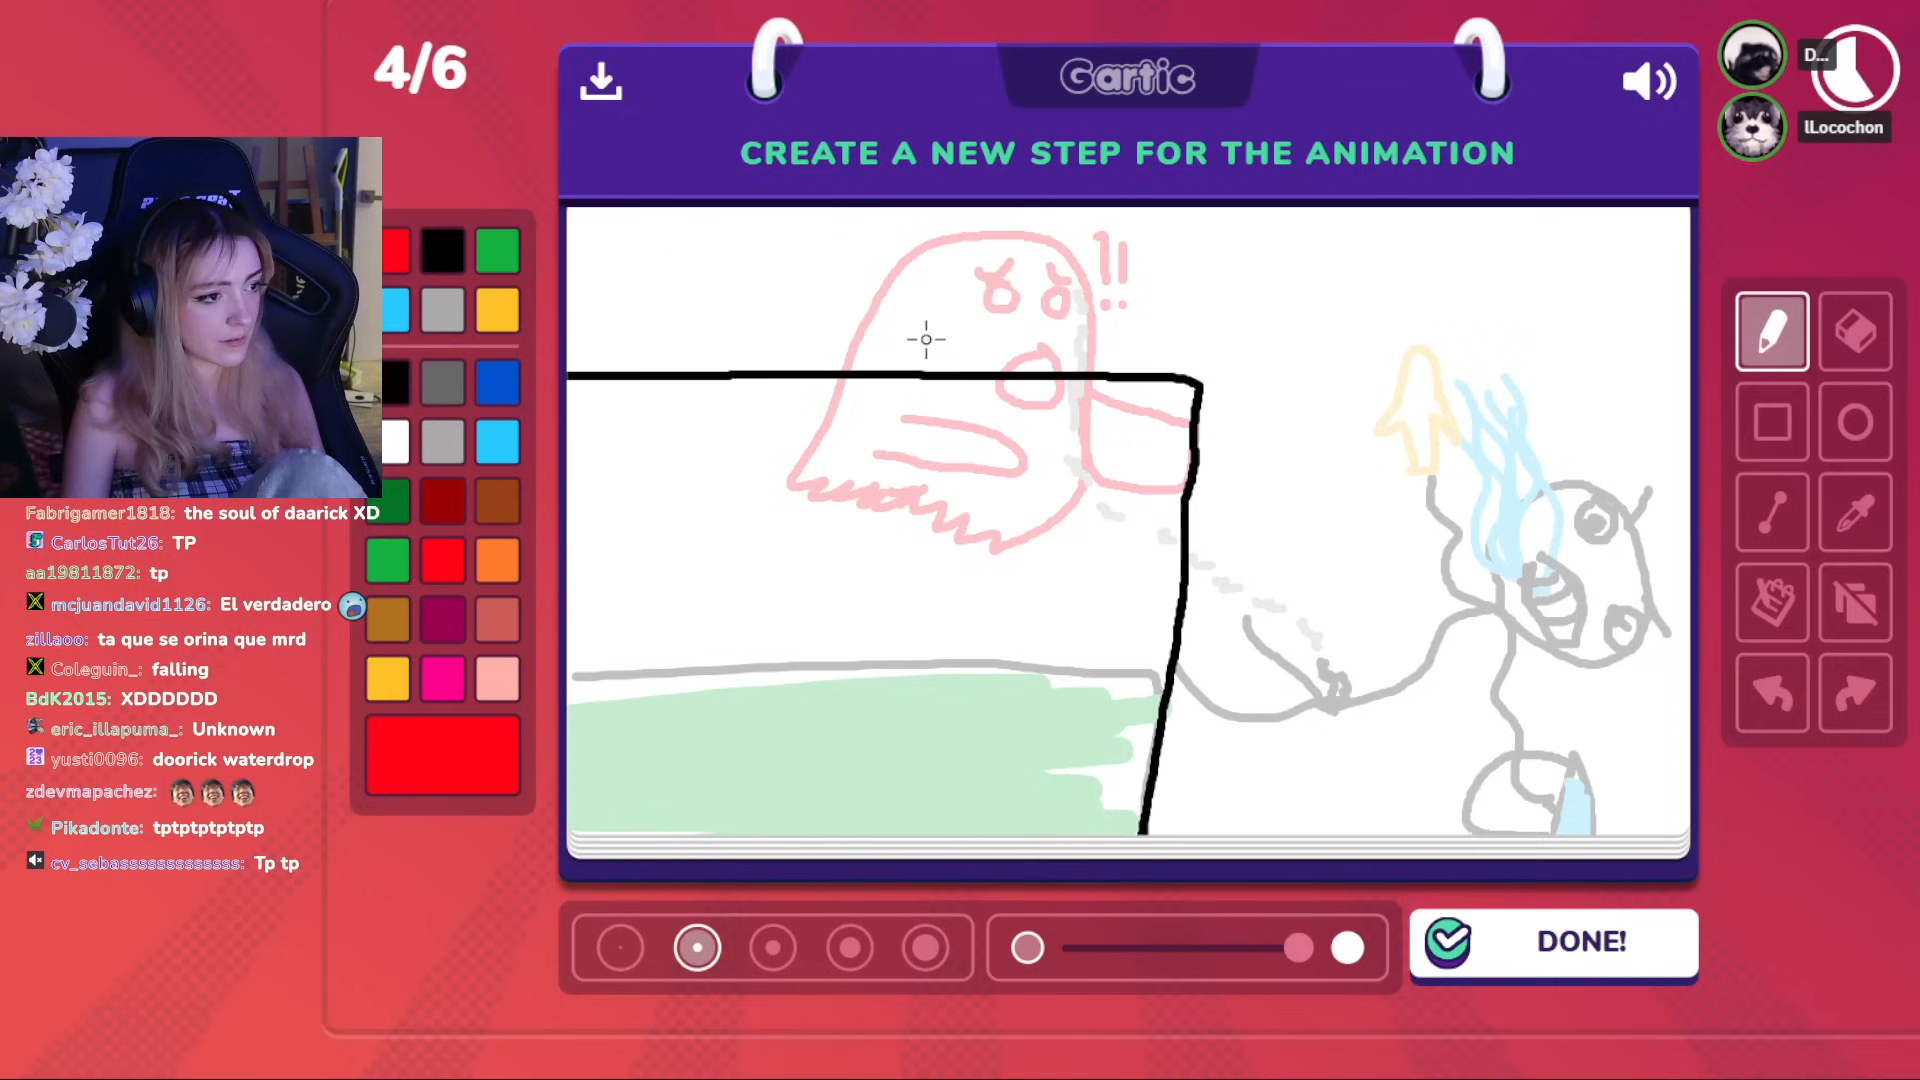 4/6
Gartic
CREATE A NEW STEP FOR THE ANIMATION
D...
lLocochon
!!
Fabrigamer1818: the soul of daarick XD
CarlosTut26: TP
aa19811872: tp
mcjuandavid1126: El verdadero
zillaoo: ta que se orina que mrd
Coleguin_: falling
BdK2015: XDDDDDD
eric_illapuma_: Unknown
yusti0096: doorick waterdrop
zdevmapachez:
Pikadonte: tptptptptptp
cv_sebasssssssssssss: Tp tp
DONE!